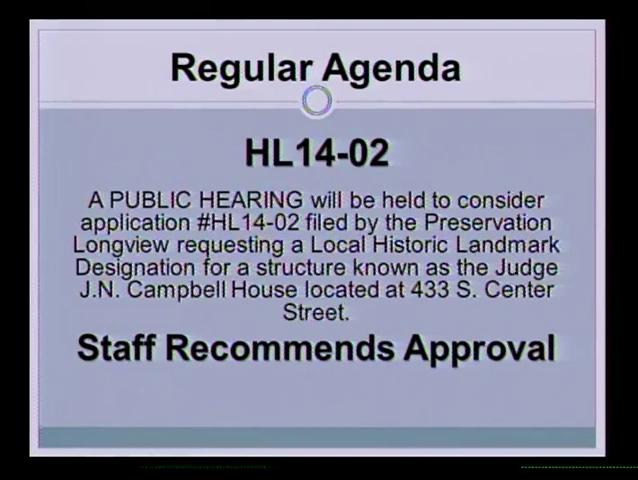 Regular Agenda
HL14-02
A PUBLIC HEARING will be held to consider
application #HL14-02 filed by the Preservation
Longview requesting a Local Historic Landmark
Designation for a structure known as the Judge
J.N. Campbell House located at 433 S. Center
Street.
Staff Recommends Approval